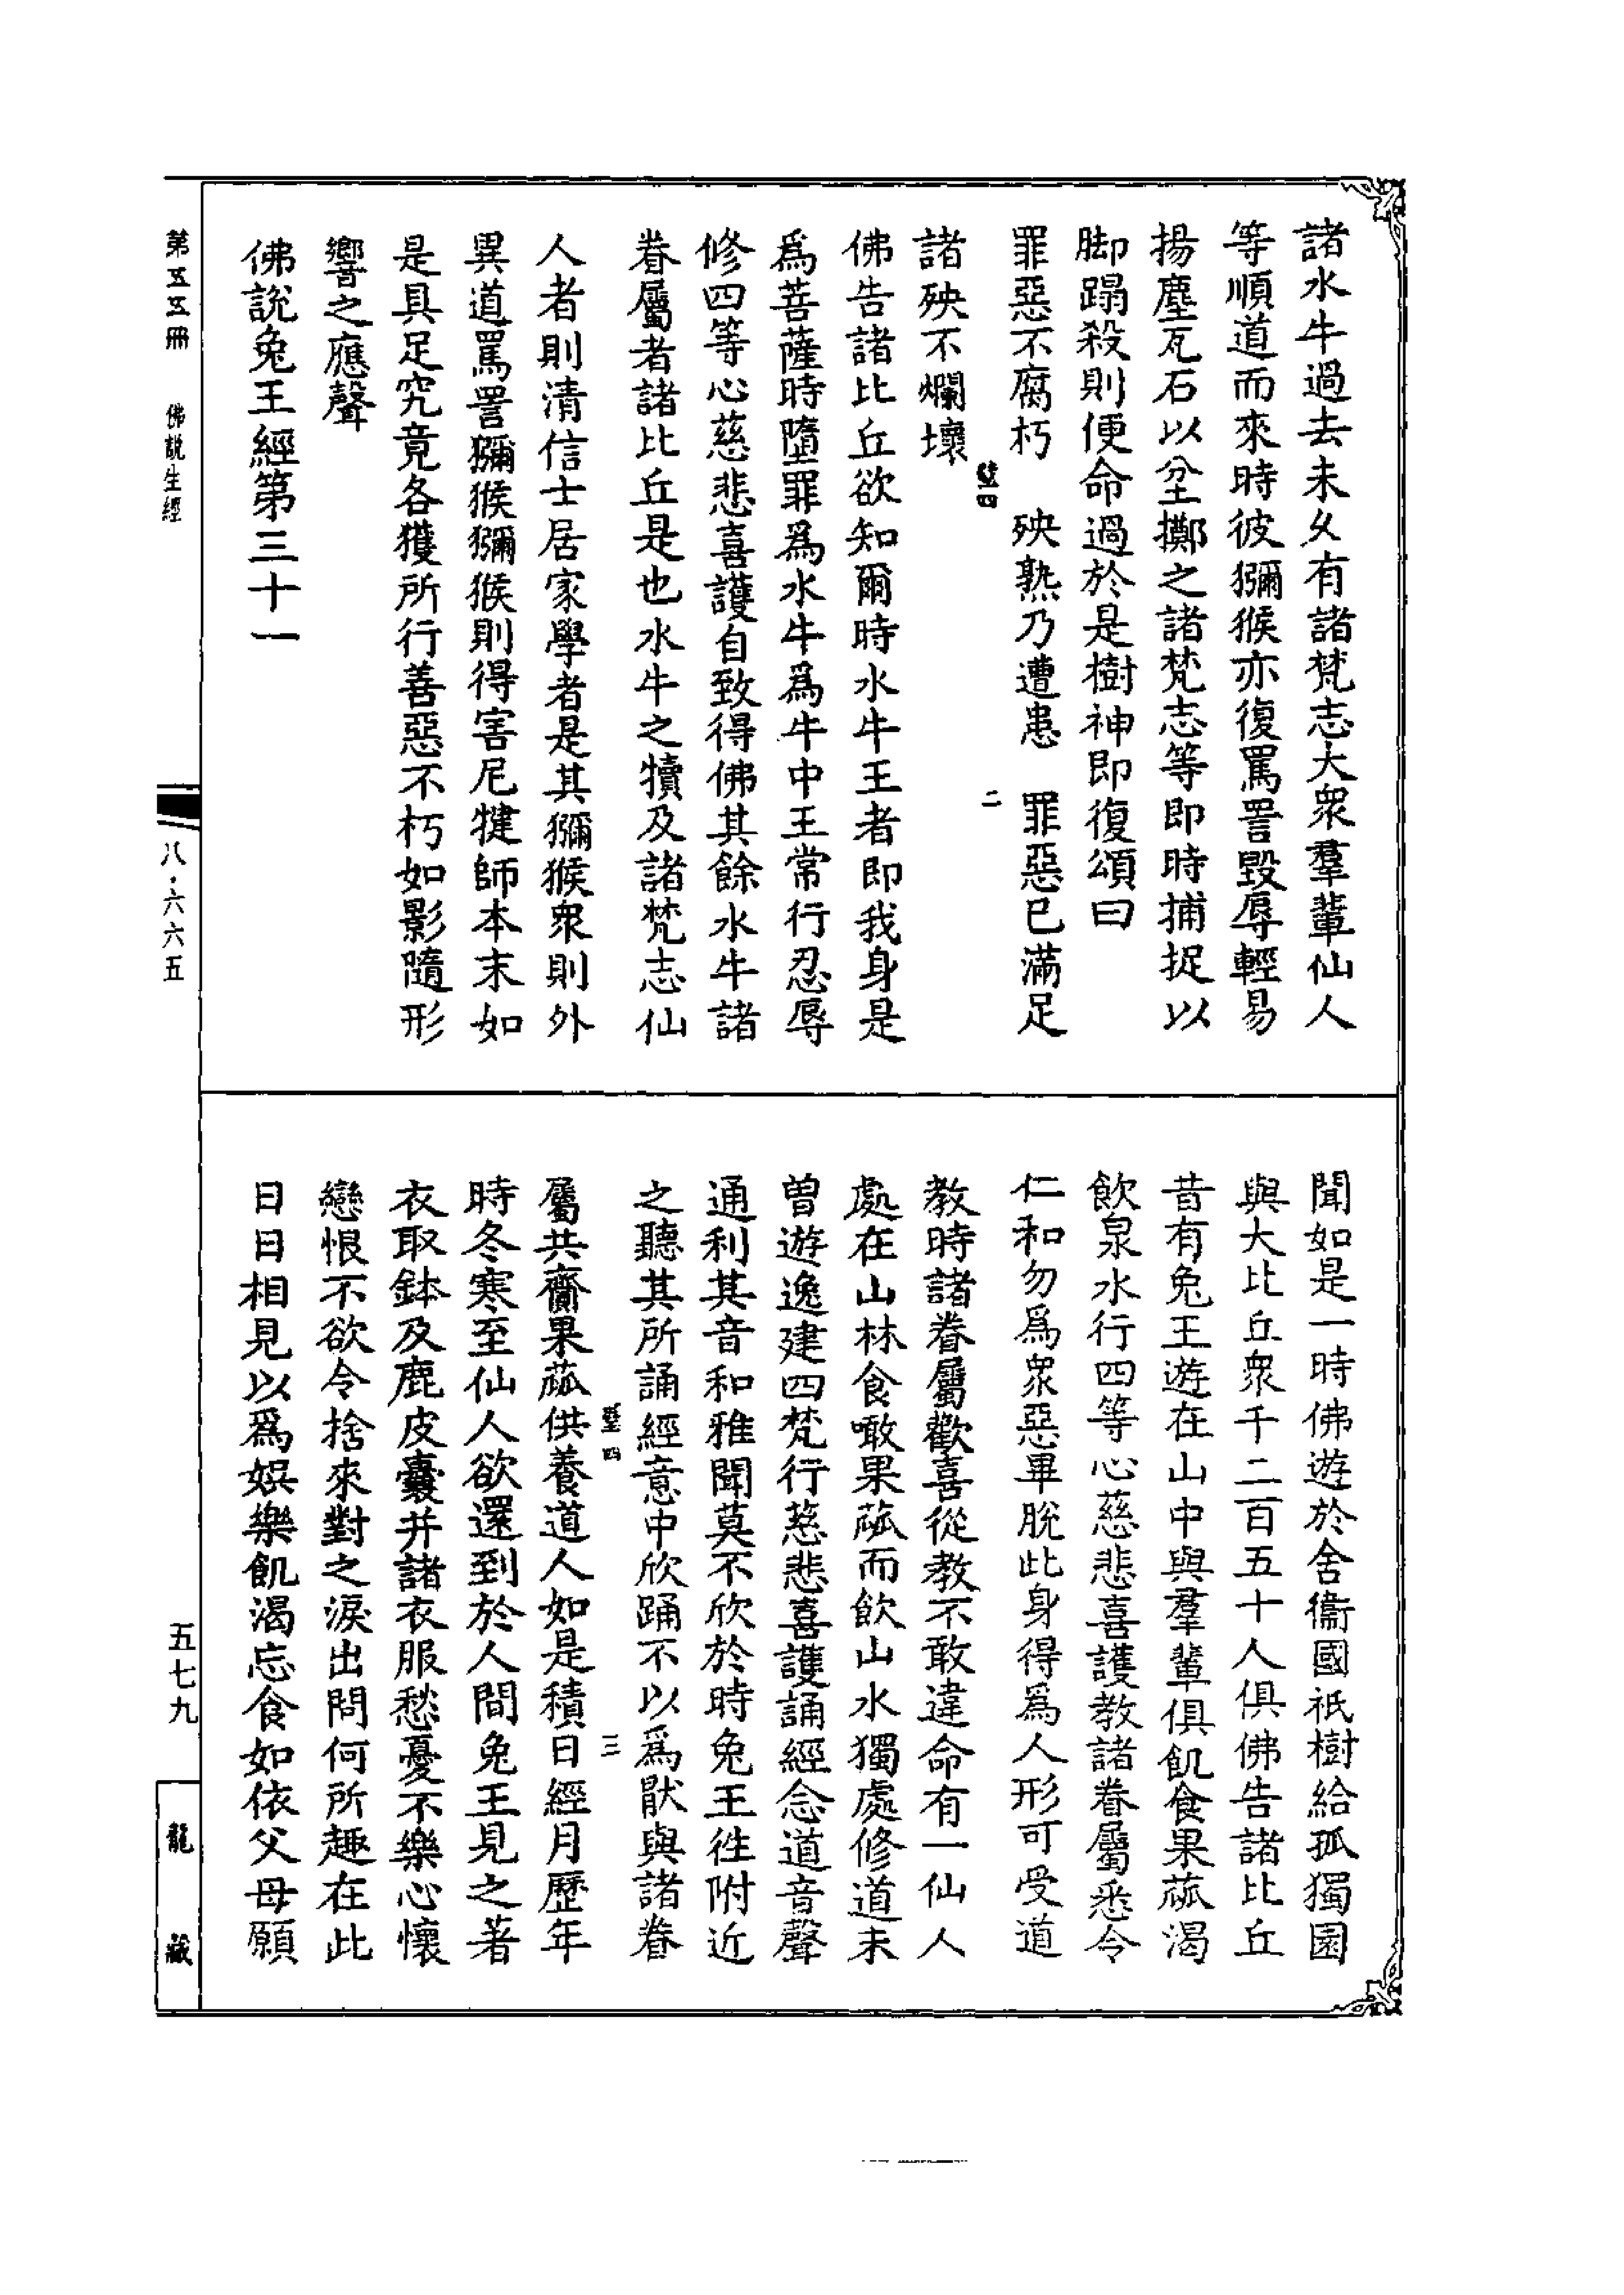 諸水牛過去未久有諸梵志大衆羣輩仙人
等順道而來時彼獼猴亦復罵詈毀辱輕易
揚塵瓦石以坌擲之諸梵志等即時捕捉以
脚蹋殺則便命過於是樹神即復頌曰
罪惡不腐朽　殃熟乃遭患　罪惡已滿足
諸殃不爛壞
佛告諸比丘欲知爾時水牛王者即我身是
爲菩薩時墮罪爲水牛爲牛中王常行忍辱
修四等心慈悲喜護自致得佛其餘水牛諸
眷屬者諸比丘是也水牛之犢及諸梵志仙
人者則清信士居家學者是其獼猴衆則外
異道罵詈獼猴獼猴則得害尼揵師本末如
是具足究竟各獲所行善惡不朽如影隨形
響之應聲
佛說兔王經第三十一
聞如是一時佛遊於舍衞國祇樹給孤獨園
與大比丘衆千二百五十人俱佛告諸比丘
昔有兔王遊在山中與羣輩俱飢食果蓏渴
飲泉水行四等心慈悲喜護教諸眷屬悉令
仁和勿爲衆惡畢脫此身得爲人形可受道
教時諸眷屬歡喜從教不敢違命有一仙人
處在山林食噉果蓏而飲山水獨處修道未
曾遊逸建四梵行慈悲喜護誦經念道音聲
通利其音和雅聞莫不欣於時兔王徃附近
之聽其所誦經意中欣踊不以爲猒與諸眷
屬共齎果蓏供養道人如是積日經月歷年
時冬寒至仙人欲還到於人間兔王見之著
衣取鉢及鹿皮囊并諸衣服愁憂不樂心懷
戀恨不欲令捨來對之淚出問何所趣在此
日日相見以爲娛樂飢渴忘食如依父母願
壁四
二
壁四
三
第五五冊　佛說生經
八·六六五
五七九
龍藏